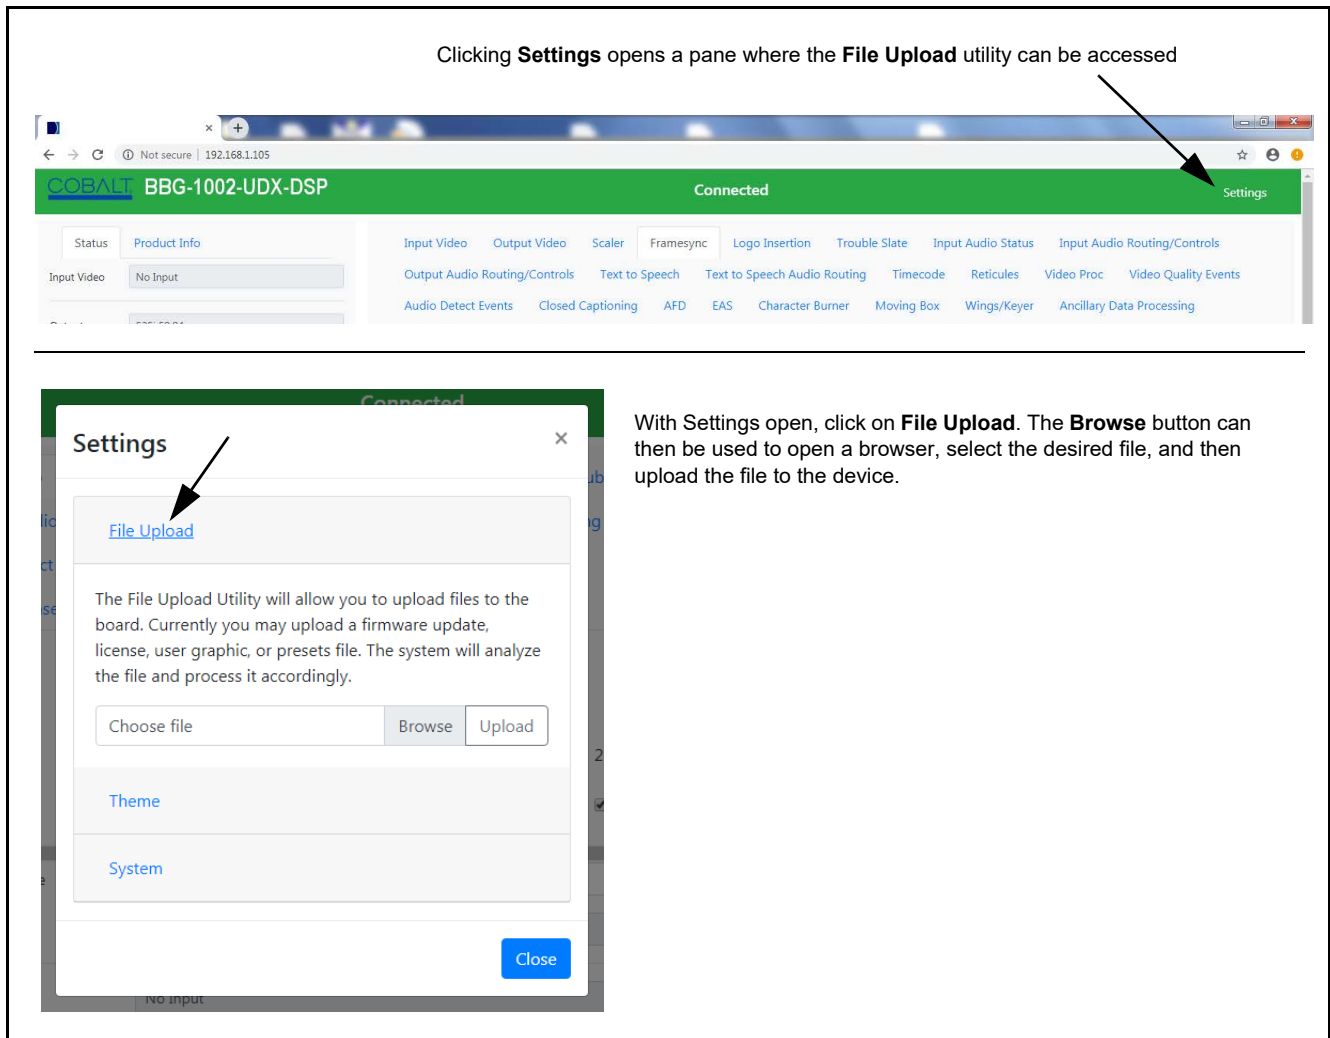 Clicking Settings opens a pane where the File Upload utility can be accessed
Not secure | 192.168.1.105
COBALT BBG-1002-UDX-DSP
Connected
Settings
Status Product Info
Input Video Output Video Scaler Framesync Logo Insertion Trouble Slate Input Audio Status Input Audio Routing/Controls
Input Video No Input
Output Audio Routing/Controls Text to Speech Text to Speech Audio Routing Timecode Reticules Video Proc Video Quality Events
Audio Detect Events Closed Captioning AFD EAS Character Burner Moving Box Wings/Keyer Ancillary Data Processing
Connected
Settings ×
File Upload
The File Upload Utility will allow you to upload files to the
board. Currently you may upload a firmware update,
license, user graphic, or presets file. The system will analyze
the file and process it accordingly.
Choose file Browse Upload
Theme
System
Close
No Input
With Settings open, click on File Upload. The Browse button can
then be used to open a browser, select the desired file, and then
upload the file to the device.